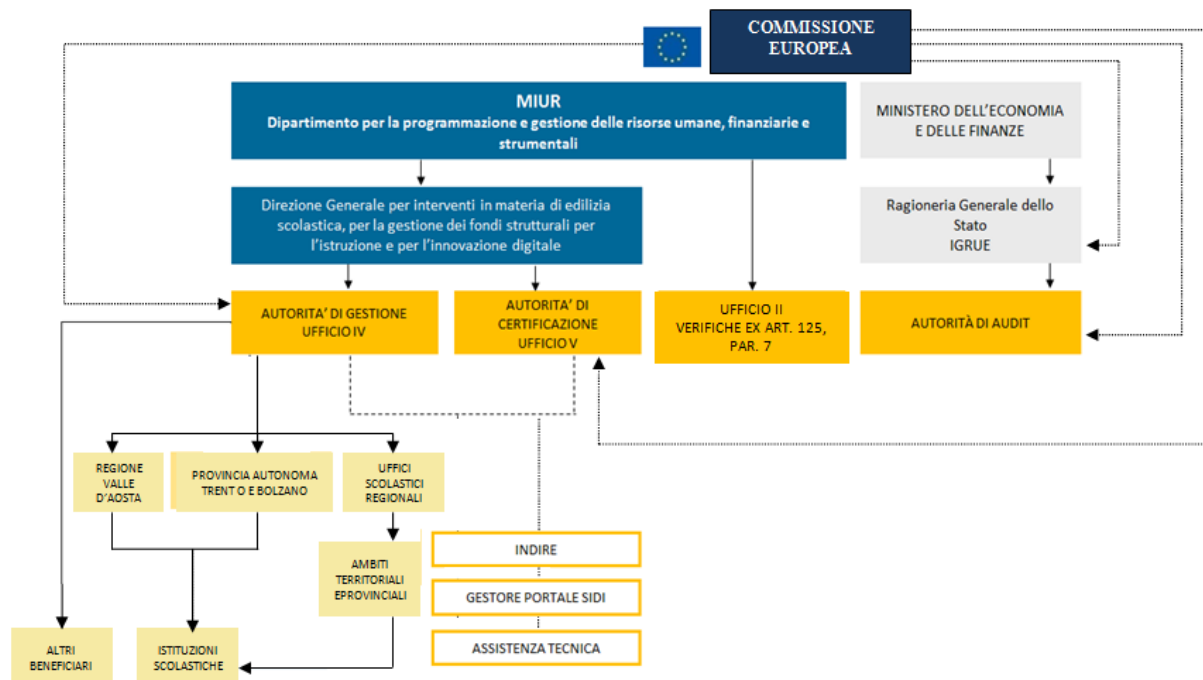 COMMISSIONE
EUROPEA
MIUR
Dipartimento per la programmazione e gestione delle risorse umane, finanziarie e
strumentali
MINISTERO DELL'ECONOMIA
E DELLE FINANZE
Direzione Generale per interventi in materia di edilizia
scolastica, per la gestione dei fondi strutturali per
l'istruzione e per l'innovazione digitale
Ragioneria Generale dello
Stato
IGRUE
AUTORITA' DI GESTIONE
UFFICIO IV
AUTORITA' DI
CERTIFICAZIONE
UFFICIO V
UFFICIO II
VERIFICHE EX ART. 125,
PAR. 7
AUTORITÀ DI AUDIT
REGIONE
VALLE
D'AOSTA
PROVINCIA AUTONOMA
TRENT O E BOLZANO
UFFICI
SCOLASTICI
REGIONALI
AMBITI
TERRITORIALI
EPROVINCIALI
INDIRE
GESTORE PORTALE SIDI
ASSISTENZA TECNICA
ALTRI
BENEFICIARI
ISTITUZIONI
SCOLASTICHE